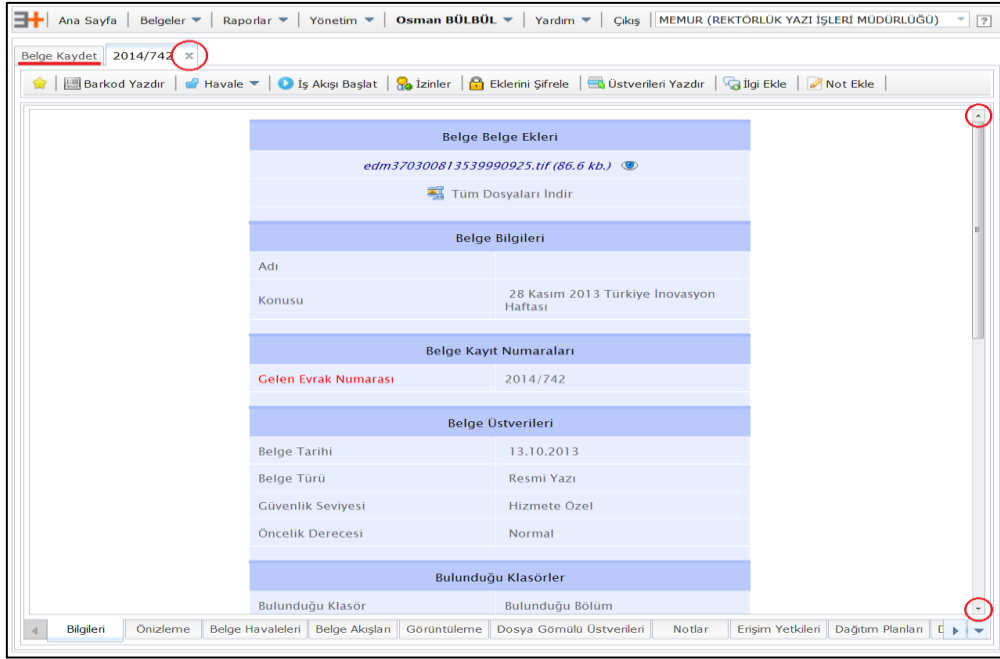 Ana Sayfa Belgeler Raporlar Yönetim Osman BÜLBÜL Yardım Çıkış MEMUR (REKTÖRLÜK YAZI İŞLERİ MÜDÜRLÜĞÜ) ?
Belge Kaydet 2014/742 x
Barkod Yazdır Havale İş Akışı Başlat İzinler Eklerini Şifrele Üstverileri Yazdır İlgi Ekle Not Ekle
Belge Belge Ekleri
edm370300813539990925.tif (86.6 kb.)
Tüm Dosyaları İndir
Belge Bilgileri
Adı
Konusu 28 Kasım 2013 Türkiye İnovasyon
Haftası
Belge Kayıt Numaraları
Gelen Evrak Numarası 2014/742
Belge Üstverileri
Belge Tarihi 13.10.2013
Belge Türü Resmi Yazı
Güvenlik Seviyesi Hizmete Özel
Öncelik Derecesi Normal
Bulunduğu Klasörler
Bulunduğu Klasör Bulunduğu Bölüm
Bilgileri Önizleme Belge Havaleleri Belge Akışları Görüntüleme Dosya Gömülü Üstverileri Notlar Erişim Yetkileri Dağıtım Planları